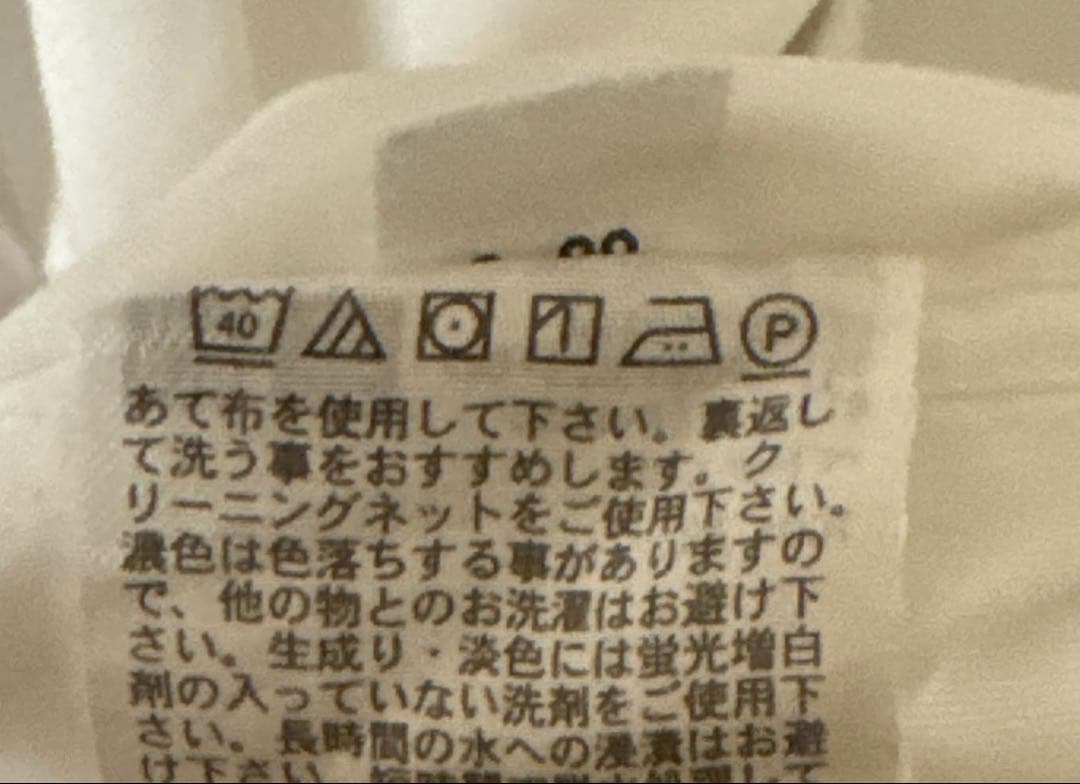 40 P
あて布を使用して下さい。裏返し
て洗う事をおすすめします。ク
リーニングネットをご使用下さい。
濃色は色落ちする事がありますの
で、他の物とのお洗濯はお避け下
さい。生成り・淡色には蛍光増白
剤の入っていない洗剤をご使用下
さい。長時間の水への浸漬はお避
け下さい。